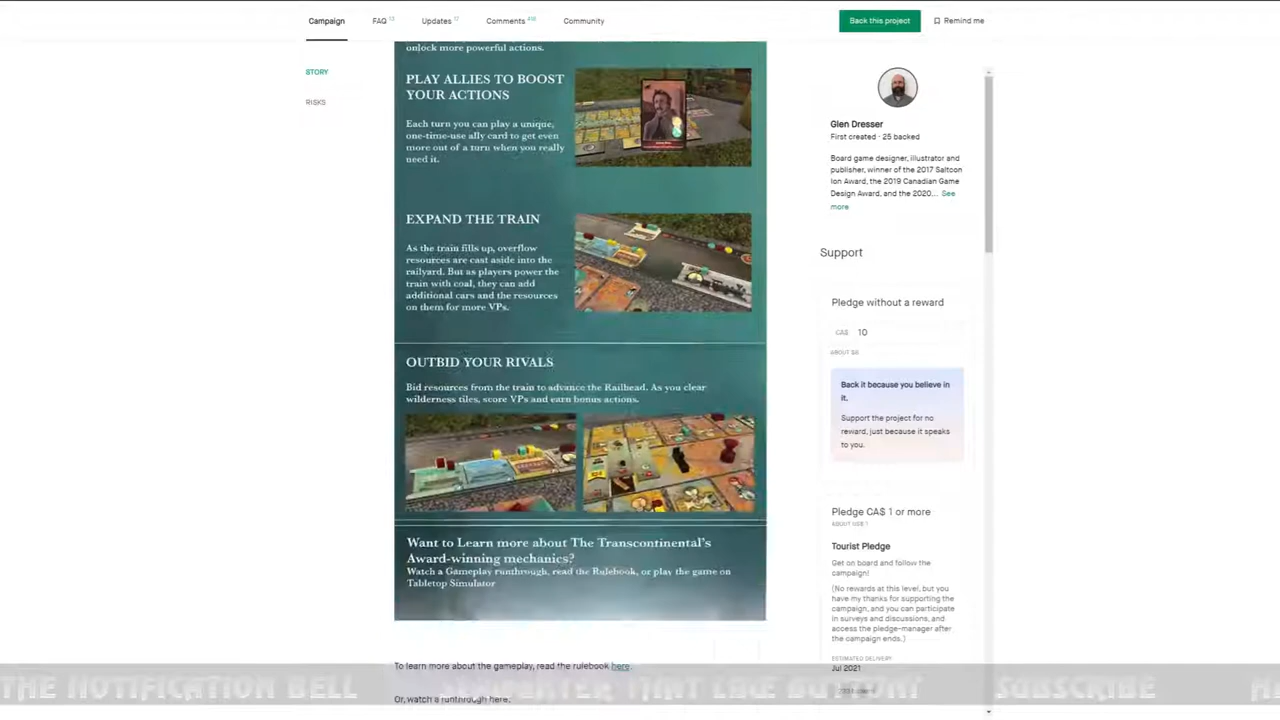 Campaign
FAQ 13
Updates 17
Comments 416
Community
Back this project
Remind me
STORY
RISKS
unlock more powerful actions.
PLAY ALLIES TO BOOST
YOUR ACTIONS
Each turn you can play a unique,
one-time-use ally card to get even
more out of a turn when you really
need it.
EXPAND THE TRAIN
As the train fills up, overflow
resources are cast aside into the
railyard. But as players power the
train with coal, they can add
additional cars and the resources
on them for more VPs.
OUTBID YOUR RIVALS
Bid resources from the train to advance the Railhead. As you clear
wilderness tiles, score VPs and earn bonus actions.
Want to Learn more about The Transcontinental's
Award-winning mechanics?
Watch a Gameplay runthrough, read the Rulebook, or play the game on
Tabletop Simulator
To learn more about the gameplay, read the rulebook here.
Or, watch a runthrough here:
Glen Dresser
First created · 25 backed
Board game designer, illustrator and
publisher, winner of the 2017 Saltcon
Ion Award, the 2019 Canadian Game
Design Award, and the 2020... See
more
Support
Pledge without a reward
CA$ 10
ABOUT $8
Back it because you believe in
it.
Support the project for no
reward, just because it speaks
to you.
Pledge CA$ 1 or more
ABOUT US$ 1
Tourist Pledge
Get on board and follow the
campaign!
(No rewards at this level, but you
have my thanks for supporting the
campaign, and you can participate
in surveys and discussions, and
access the pledge-manager after
the campaign ends.)
ESTIMATED DELIVERY
Jul 2021
THE NOTIFICATION BELL
THAT LIKE BUTTON!
SUBSCRIBE